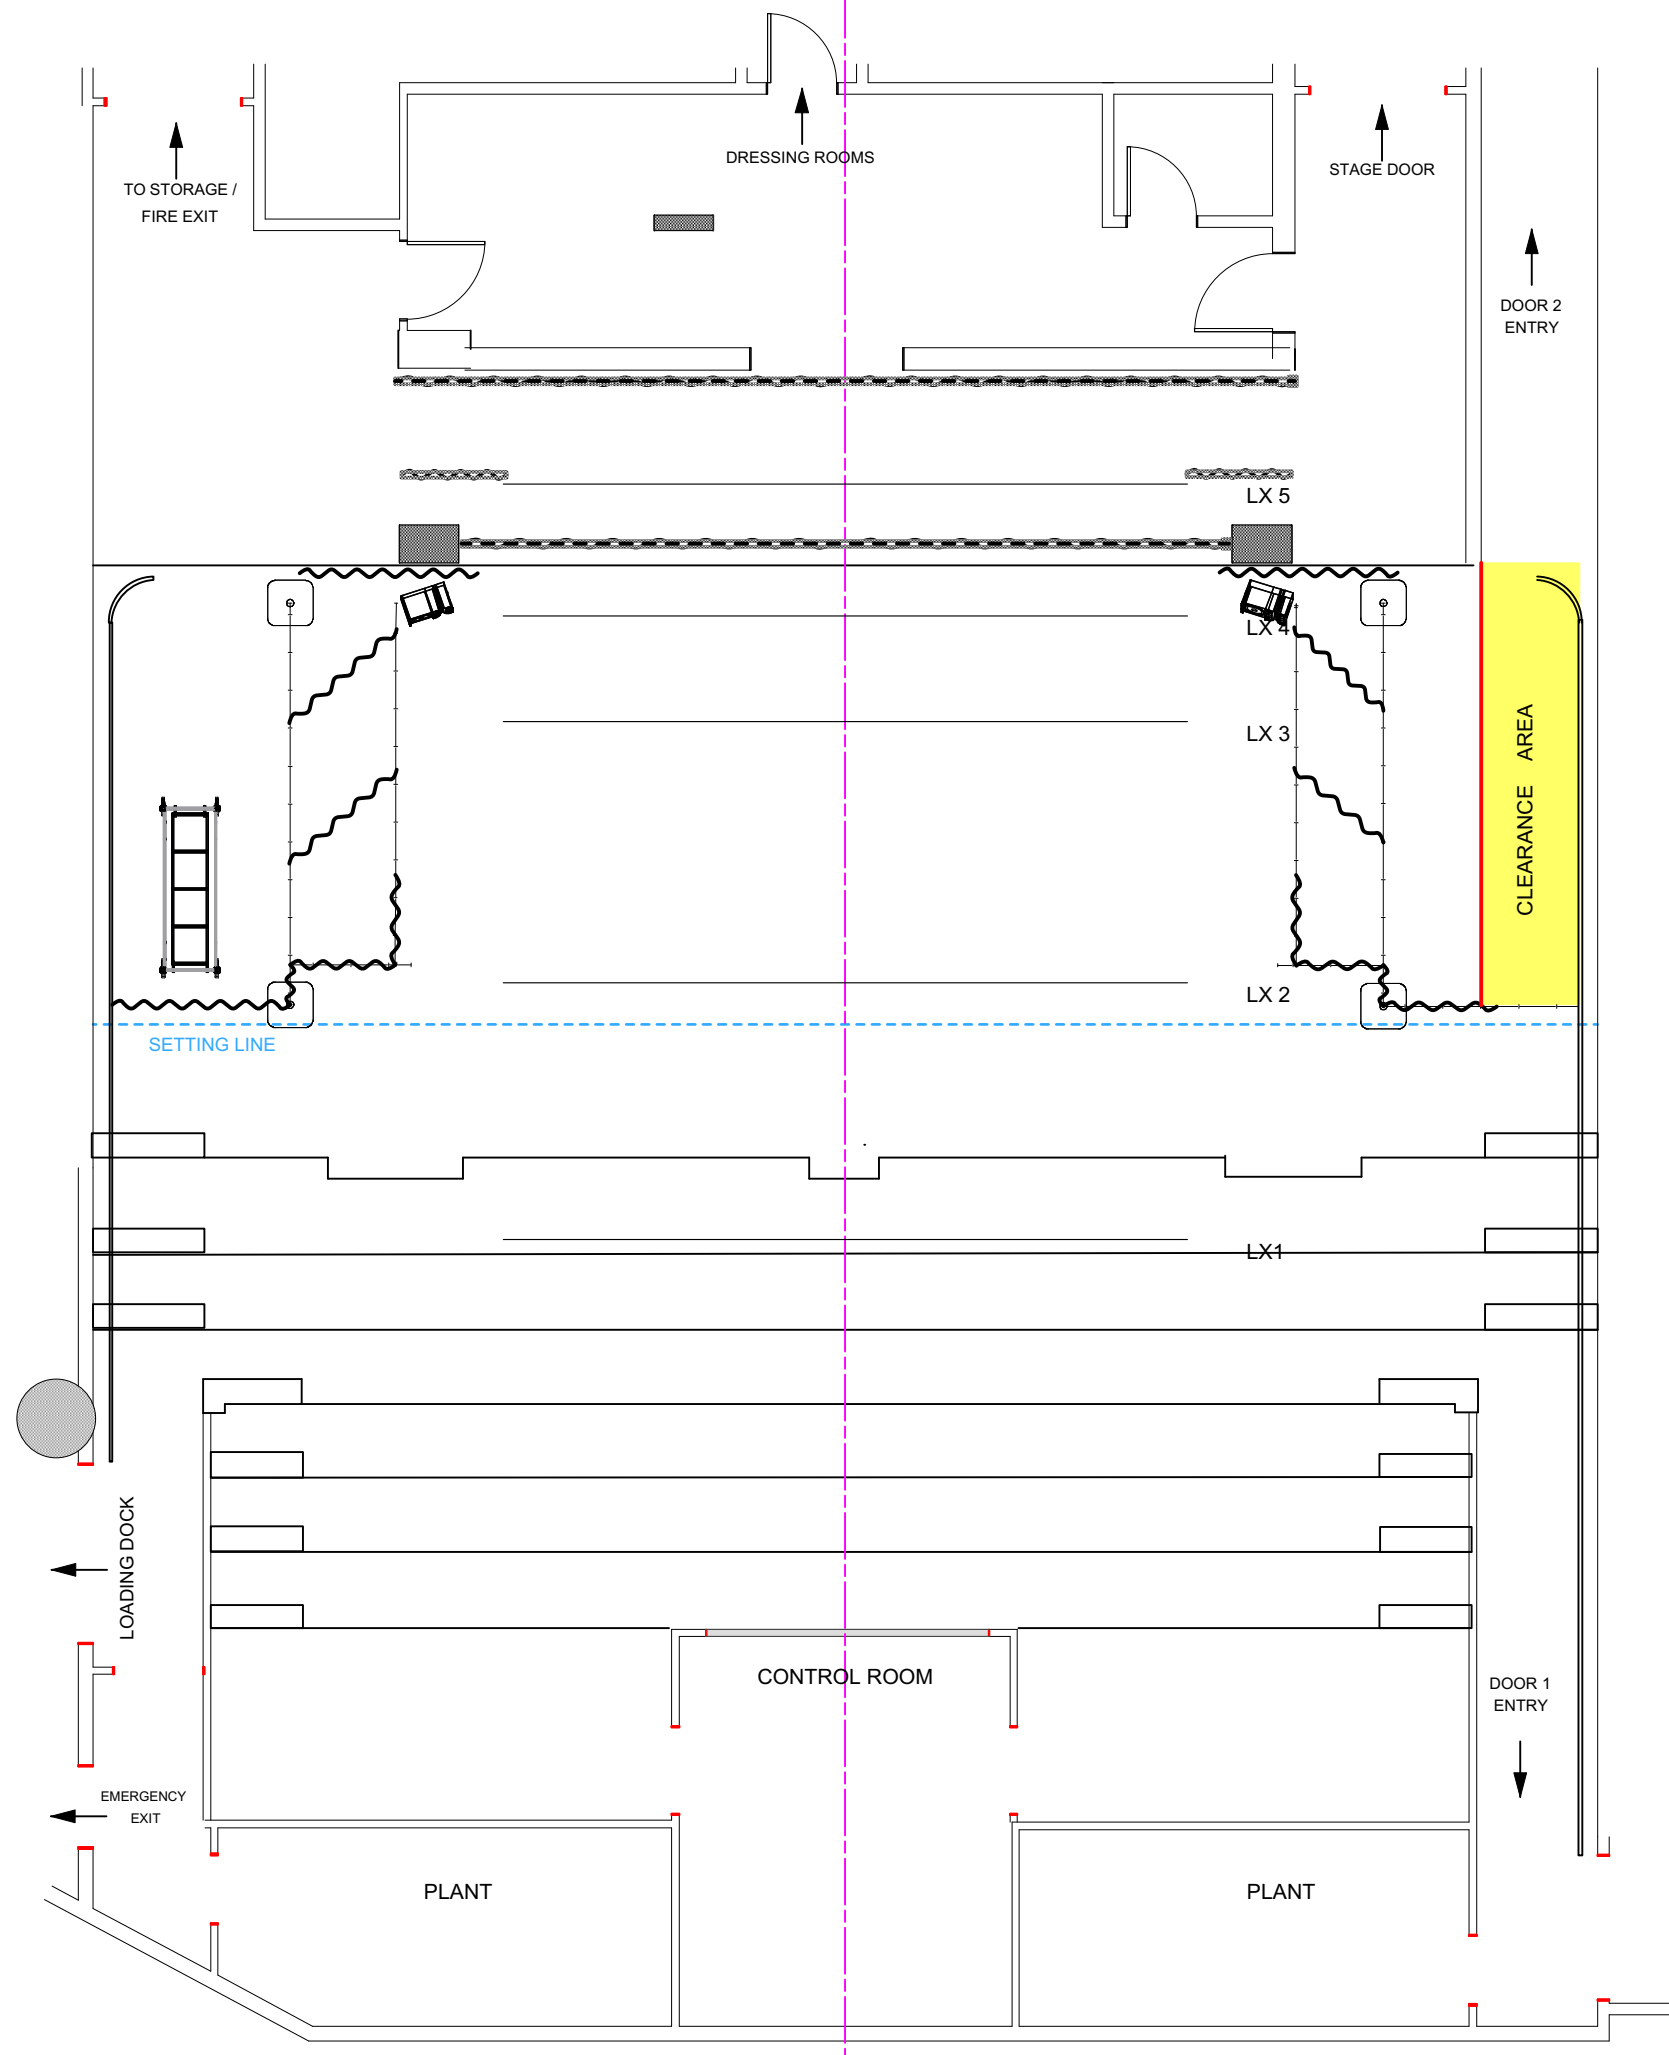 DRESSING ROOMS
STAGE DOOR
TO STORAGE /
FIRE EXIT
DOOR 2
ENTRY
LX 5
LX 4
LX 3
CLEARANCE AREA
LX 2
SETTING LINE
LX1
LOADING DOCK
CONTROL ROOM
DOOR 1
ENTRY
EMERGENCY
EXIT
PLANT
PLANT